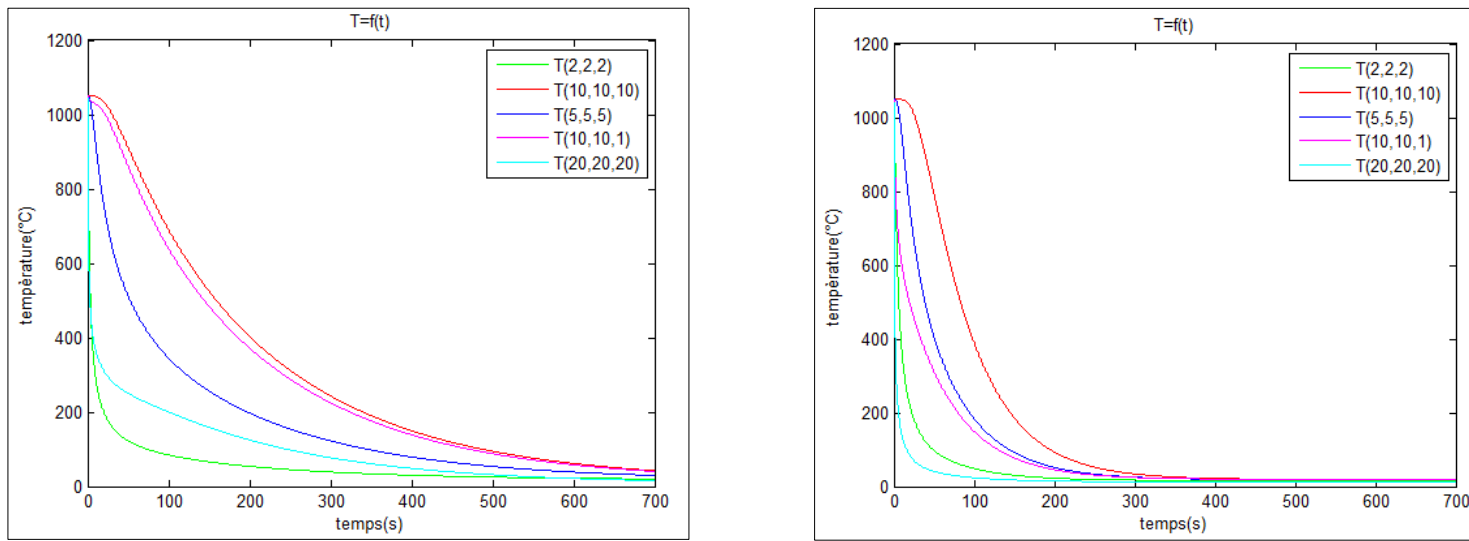 T=f(t)
1200
1000
800
600
400
200
0
tempèrature(°C)
T(2,2,2)
T(10,10,10)
T(5,5,5)
T(10,10,1)
T(20,20,20)
0 100 200 300 400 500 600 700
temps(s)
T=f(t)
1200
1000
800
600
400
200
0
tempèrature(°C)
T(2,2,2)
T(10,10,10)
T(5,5,5)
T(10,10,1)
T(20,20,20)
0 100 200 300 400 500 600 700
temps(s)